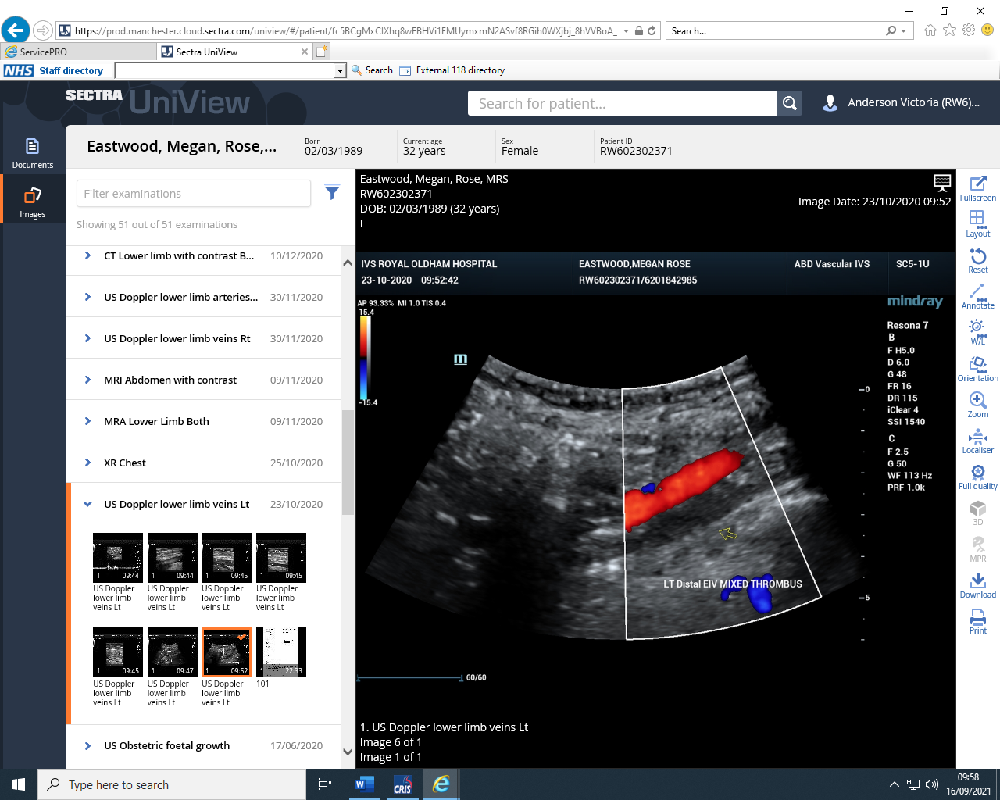 https://prod.manchester.cloud.sectra.com/uniview/#/patient/
Search...
ServicePRO
Sectra UniView
NHS Staff directory
Search
118 External 118 directory
SECTRA UniView
Search for patient...
Anderson Victoria (RW6)...
Documents
Images
Eastwood, Megan, Rose,...
Born
02/03/1989
Current age
32 years
Sex
Female
Patient ID
RW602302371
Filter examinations
Showing 51 out of 51 examinations
CT Lower limb with contrast B... 10/12/2020
US Doppler lower limb arteries... 30/11/2020
US Doppler lower limb veins Rt 30/11/2020
MRI Abdomen with contrast 09/11/2020
MRA Lower Limb Both 09/11/2020
XR Chest 25/10/2020
US Doppler lower limb veins Lt 23/10/2020
1 09:44
1 09:44
1 09:45
1 09:45
US Doppler lower limb veins Lt
US Doppler lower limb veins Lt
US Doppler lower limb veins Lt
US Doppler lower limb veins Lt
1 09:45
1 09:47
1 09:52
1 22:33
US Doppler lower limb veins Lt
US Doppler lower limb veins Lt
US Doppler lower limb veins Lt
101
US Obstetric foetal growth 17/06/2020
Eastwood, Megan, Rose, MRS
RW602302371
DOB: 02/03/1989 (32 years)
F
Image Date: 23/10/2020 09:52
IVS ROYAL OLDHAM HOSPITAL
23-10-2020 09:52:42
EASTWOOD,MEGAN ROSE
RW602302371/6201842985
ABD Vascular IVS
SC5-1U
AP 93.33% MI 1.0 TIS 0.4
15.4
-15.4
m
mindray
Resona 7
B
F H5.0
D 6.0
G 48
FR 16
DR 115
iClear 4
SSI 1540
C
F 2.5
G 50
WF 113 Hz
PRF 1.0k
0
5
LT Distal EIV MIXED THROMBUS
60/60
1. US Doppler lower limb veins Lt
Image 6 of 1
Image 1 of 1
Fullscreen
Layout
Reset
Annotate
W/L
Orientation
Zoom
Localiser
Full quality
3D
MPR
Download
Print
Type here to search
W
CRIS
09:58
16/09/2021